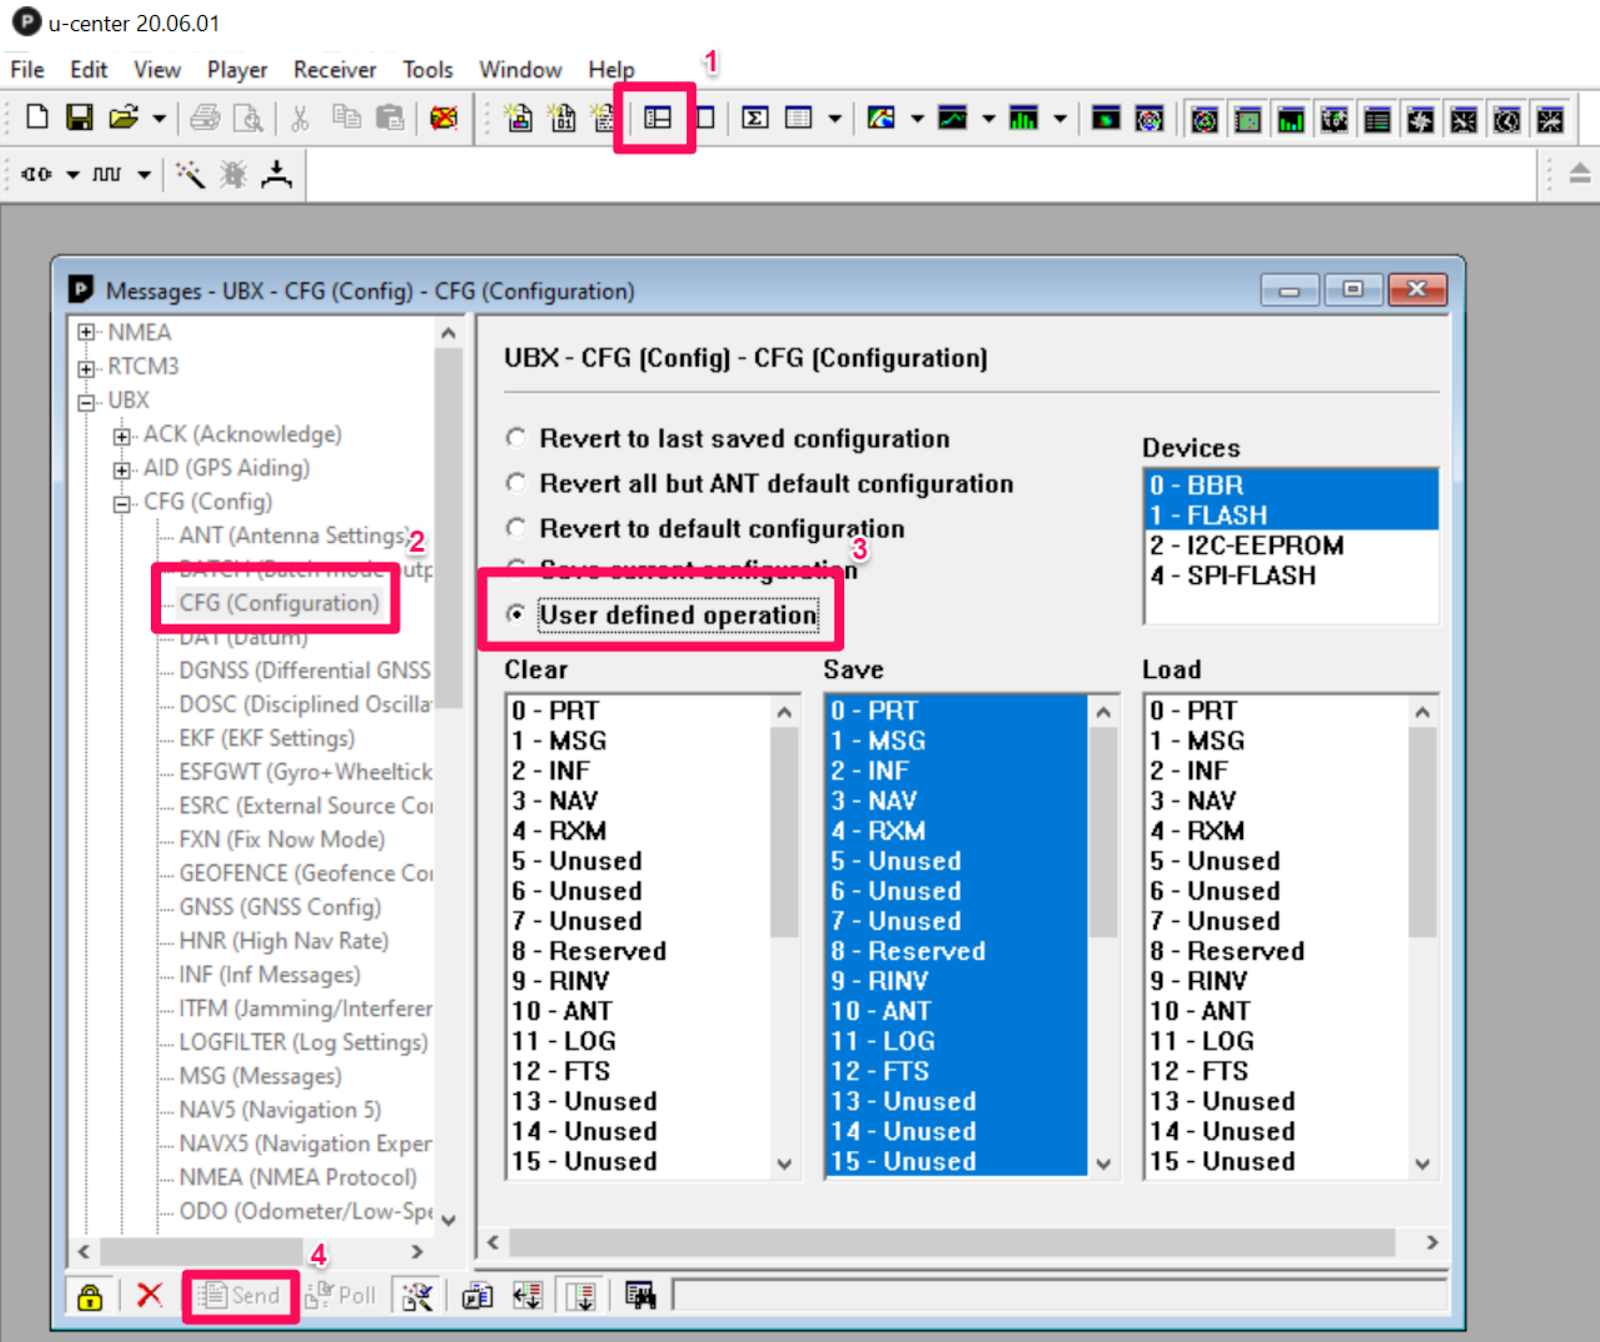 u-center 20.06.01
File Edit View Player Receiver Tools Window Help
1
Messages - UBX - CFG (Config) - CFG (Configuration)
NMEA
RTCM3
UBX
ACK (Acknowledge)
AID (GPS Aiding)
CFG (Config)
ANT (Antenna Settings)
2
BATCH (Batch mode outp
CFG (Configuration)
DAT (Datum)
DGNSS (Differential GNSS
DOSC (Disciplined Oscilla
EKF (EKF Settings)
ESFGWT (Gyro+Wheeltick
ESRC (External Source Co
FXN (Fix Now Mode)
GEOFENCE (Geofence Co
GNSS (GNSS Config)
HNR (High Nav Rate)
INF (Inf Messages)
ITFM (Jamming/Interferer
LOGFILTER (Log Settings)
MSG (Messages)
NAV5 (Navigation 5)
NAVX5 (Navigation Exper
NMEA (NMEA Protocol)
ODO (Odometer/Low-Spe
UBX - CFG (Config) - CFG (Configuration)
Revert to last saved configuration
Revert all but ANT default configuration
Revert to default configuration
3
Save current configuration
User defined operation
Devices
0 - BBR
1 - FLASH
2 - I2C-EEPROM
4 - SPI-FLASH
Clear
0 - PRT
1 - MSG
2 - INF
3 - NAV
4 - RXM
5 - Unused
6 - Unused
7 - Unused
8 - Reserved
9 - RINV
10 - ANT
11 - LOG
12 - FTS
13 - Unused
14 - Unused
15 - Unused
Save
0 - PRT
1 - MSG
2 - INF
3 - NAV
4 - RXM
5 - Unused
6 - Unused
7 - Unused
8 - Reserved
9 - RINV
10 - ANT
11 - LOG
12 - FTS
13 - Unused
14 - Unused
15 - Unused
Load
0 - PRT
1 - MSG
2 - INF
3 - NAV
4 - RXM
5 - Unused
6 - Unused
7 - Unused
8 - Reserved
9 - RINV
10 - ANT
11 - LOG
12 - FTS
13 - Unused
14 - Unused
15 - Unused
4
Send Poll